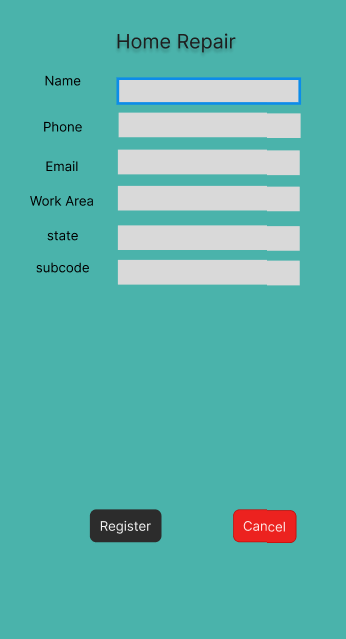 Home Repair
Name
Phone
Email
Work Area
state
subcode
Register
Cancel